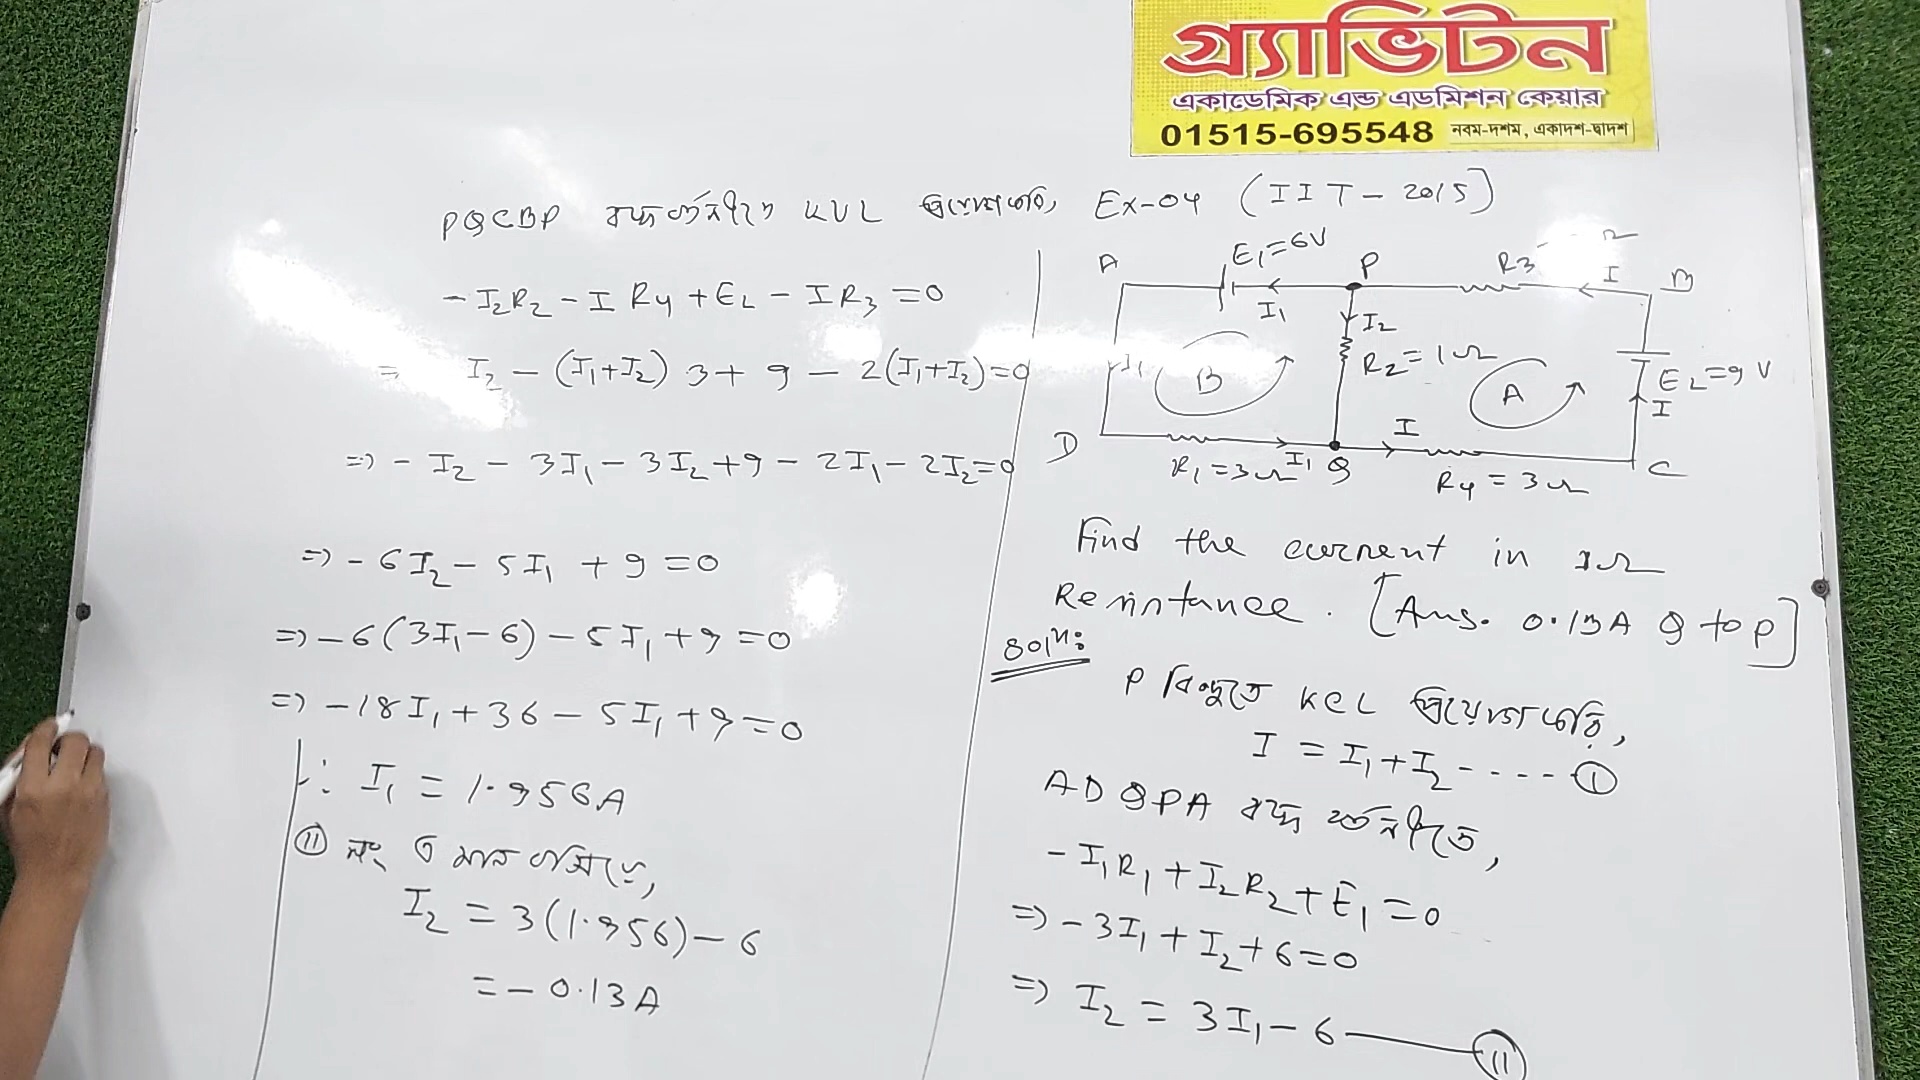 গ্র্যাভিটন
একাডেমিক এন্ড এডমিশন কেয়ার
01515-695548 নবম-দশম, একাদশ-দ্বাদশ
Ex-04 (IIT-2015)
A
E₁=6V
P
R₃
I
B
I₁
I₂
R₂=1Ω
I₁
B
A
E₂=9V
I
D
R₁=3Ω
I₁
Q
I
R₄=3Ω
C
Find the current in 1Ω
Resistance. [Ans. 0.13A Q to P]
Solⁿ:
P বিন্দুতে KCL প্রয়োগ করি,
I = I₁+I₂ ---- (1)
ADQPA বদ্ধ বর্তনীতে,
-I₁R₁+I₂R₂+E₁=0
=> -3I₁+I₂+6=0
=> I₂ = 3I₁-6 — (11)
PQCBP বদ্ধ বর্তনীতে KVL প্রয়োগ করি,
-I₂R₂-IR₄+E₂-IR₃=0
= I₂-(I₁+I₂)3+9-2(I₁+I₂)=0
=> -I₂-3I₁-3I₂+9-2I₁-2I₂=0
=> -6I₂-5I₁+9=0
=> -6(3I₁-6)-5I₁+9=0
=> -18I₁+36-5I₁+9=0
∴ I₁ = 1.956A
(11) নং এ মান বসিয়ে,
I₂ = 3(1.956)-6
= -0.13A